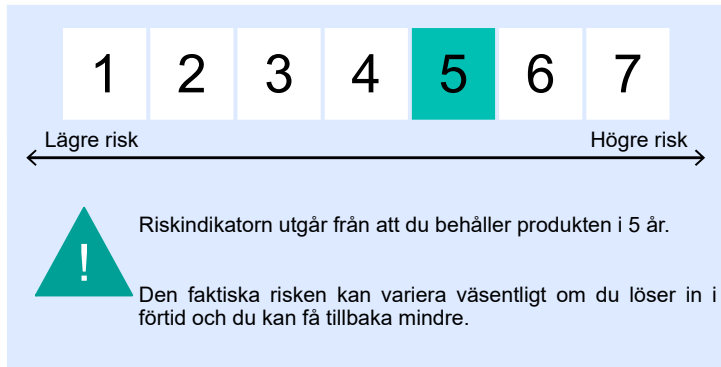 1 2 3 4 5 6 7
Lägre risk Högre risk
!
Riskindikatorn utgår från att du behåller produkten i 5 år.
Den faktiska risken kan variera väsentligt om du löser in i
förtid och du kan få tillbaka mindre.